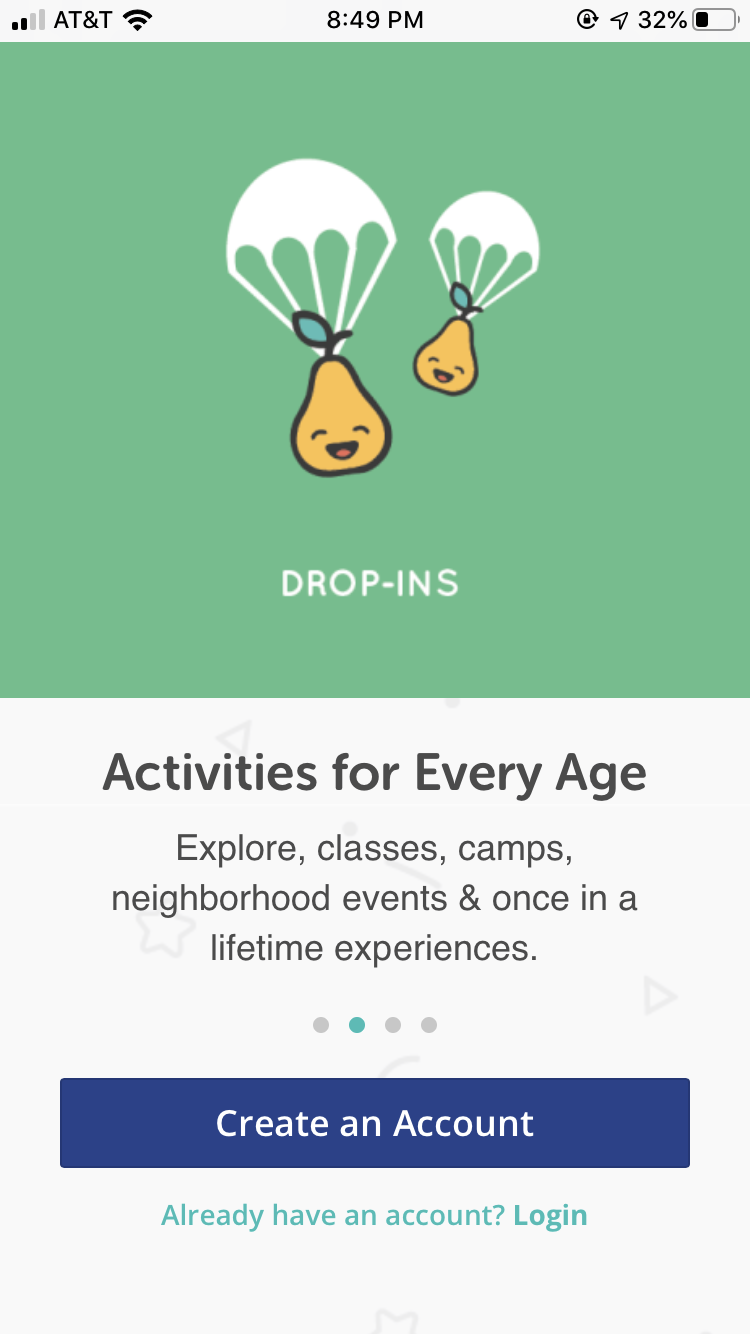 AT&T 8:49 PM 32%
DROP-INS
Activities for Every Age
Explore, classes, camps,
neighborhood events & once in a
lifetime experiences.
Create an Account
Already have an account? Login